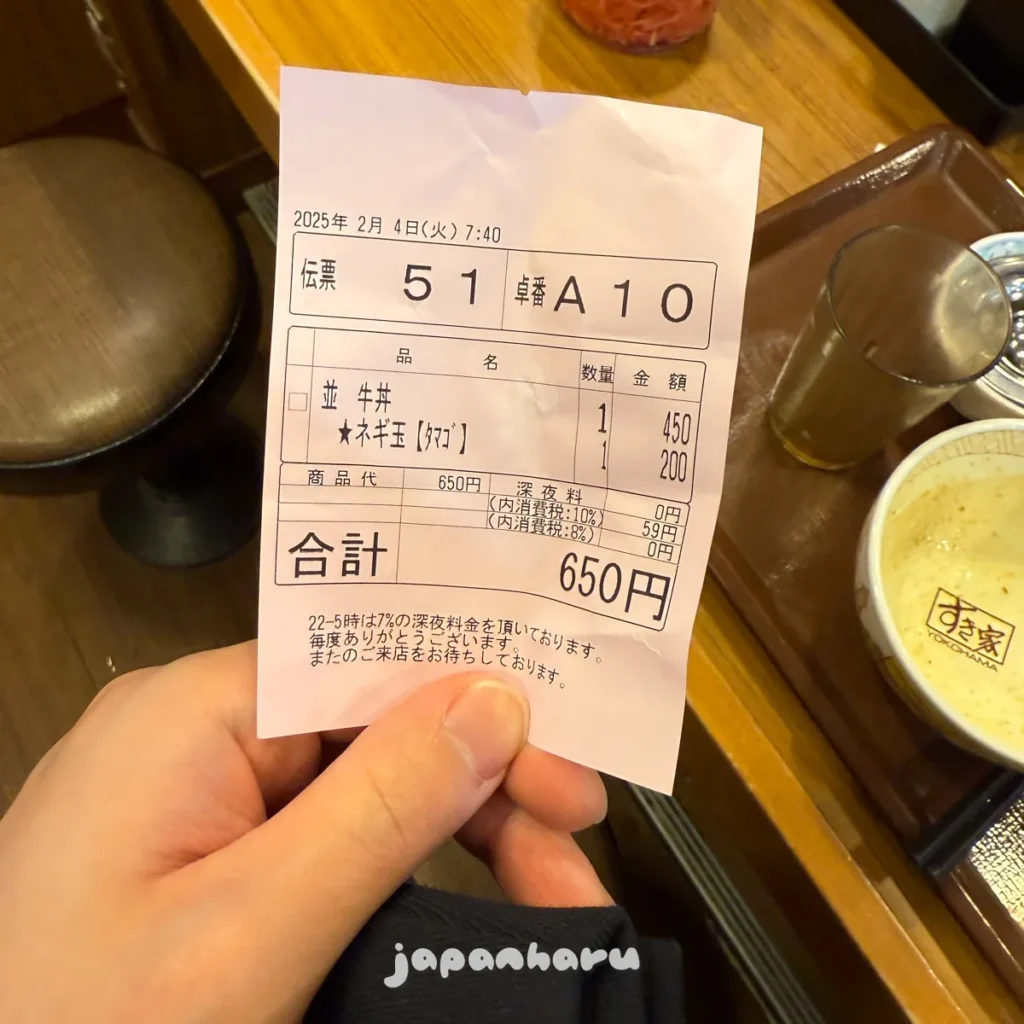 2025年 2月 4日(火) 7:40
伝票 51 卓番 A10
品名 数量 金額
並 牛丼 1 450
★ネギ玉【ﾀﾏｺﾞ】 1 200
商品代 650円 深夜料 0円
(内消費税:10%) 59円
(内消費税:8%) 0円
合計 650円
22-5時は7%の深夜料金を頂いております。
毎度ありがとうございます。
またのご来店をお待ちしております。
すき家
YOKOHAMA
japanharu